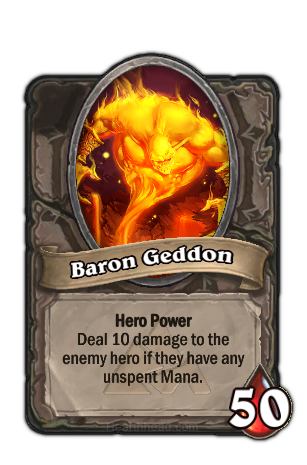 Baron Geddon
Hero Power
Deal 10 damage to the
enemy hero if they have any
unspent Mana.
50